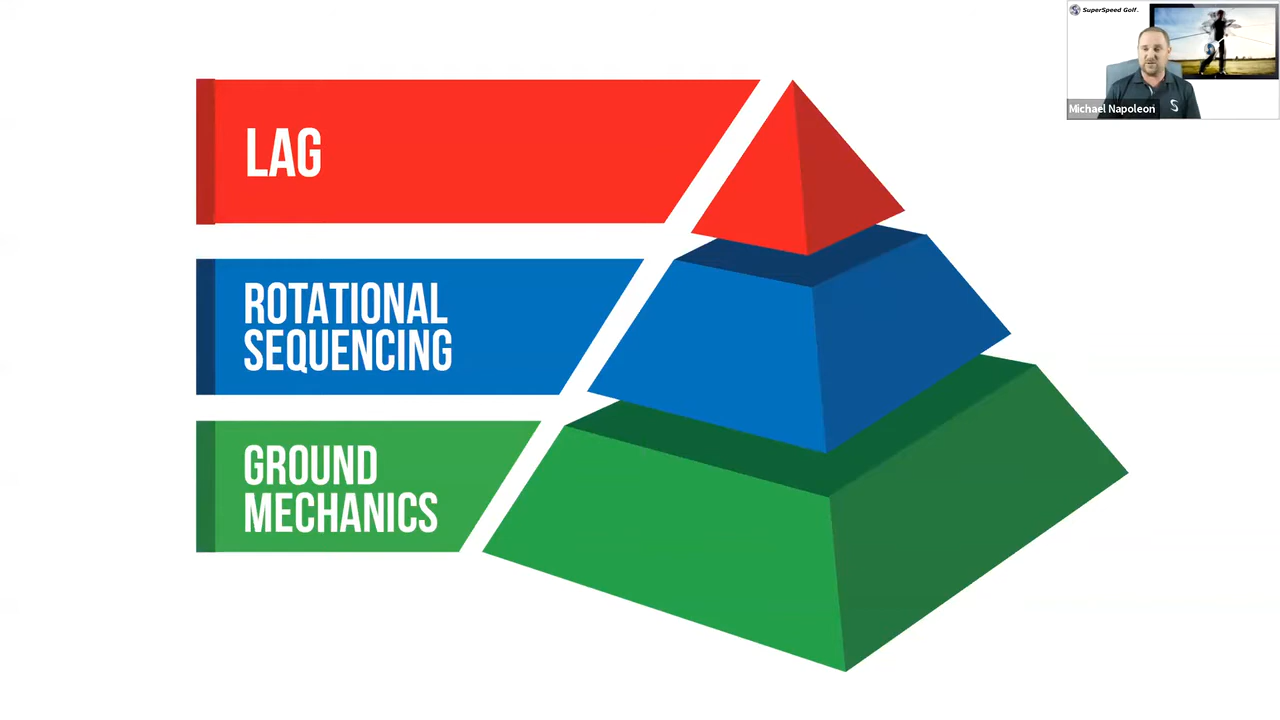 SuperSpeed Golf.
Michael Napoleon
LAG
ROTATIONAL
SEQUENCING
GROUND
MECHANICS